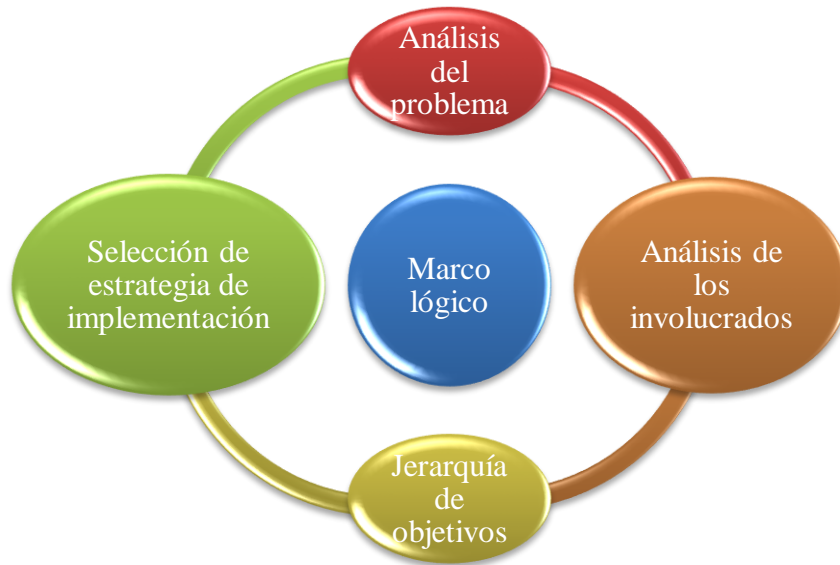 Análisis
del
problema
Selección de
estrategia de
implementación
Marco
lógico
Análisis de
los
involucrados
Jerarquía
de
objetivos